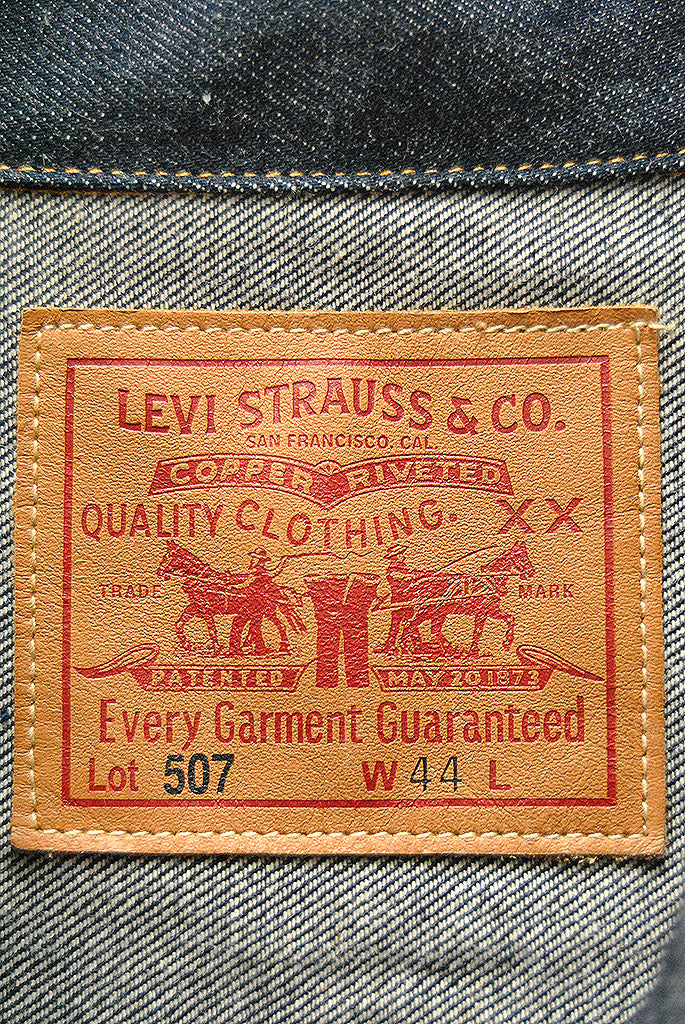 LEVI STRAUSS & CO.
SAN FRANCISCO, CAL.
COPPER RIVETED
QUALITY CLOTHING. XX
TRADE MARK
PATENTED MAY 20 1873
Every Garment Guaranteed
Lot 507 W 44 L